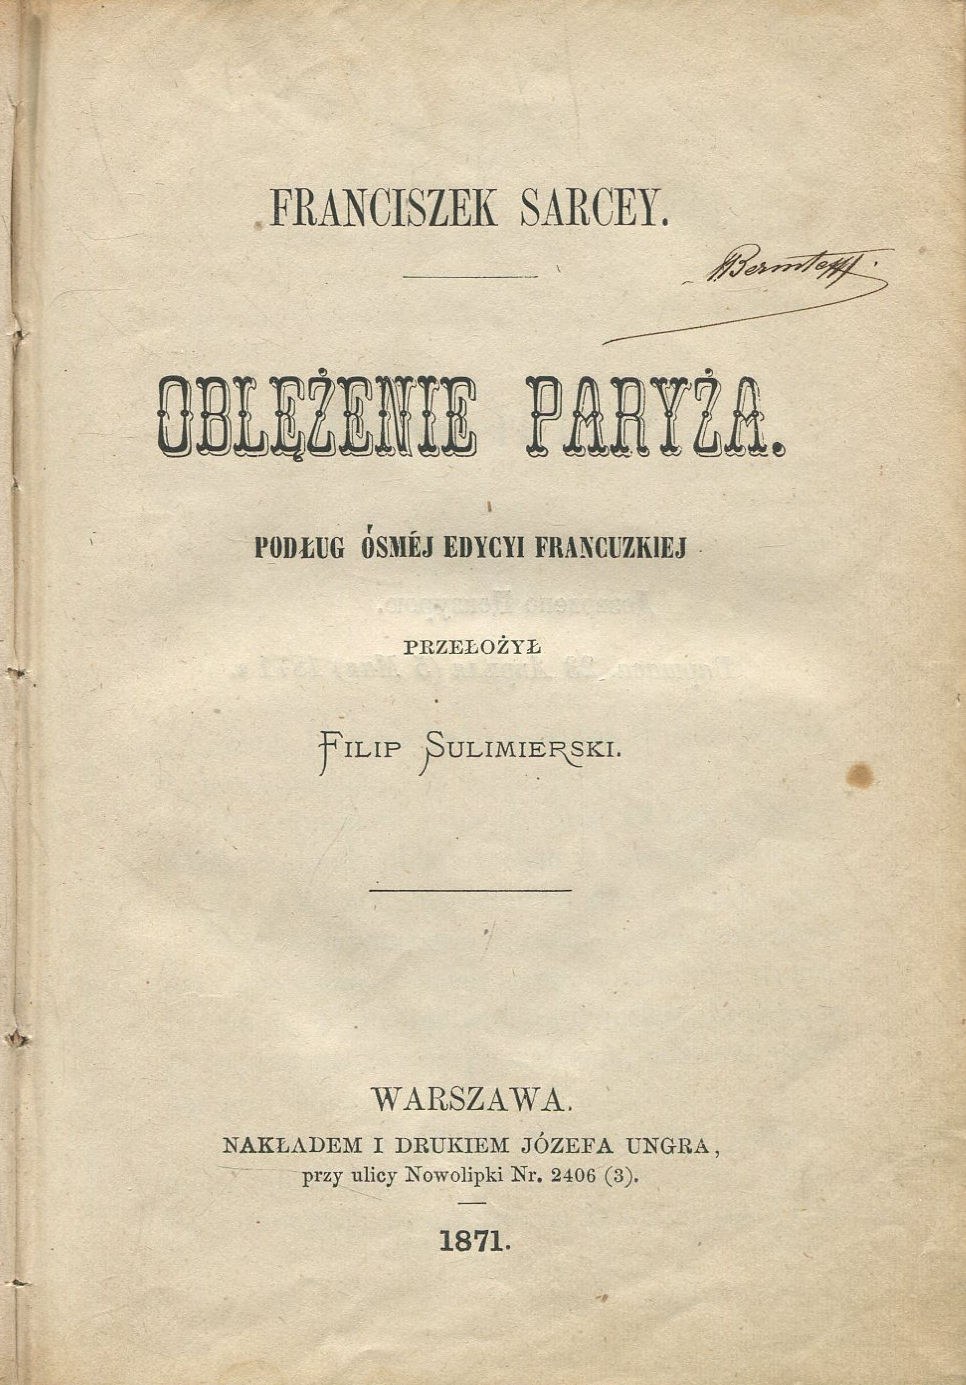 FRANCISZEK SARCEY.
OBLĘŻENIE PARYŻA.
PODŁUG ÓSMÉJ EDYCYI FRANCUZKIEJ
PRZEŁOŻYŁ
FILIP SULIMIERSKI.
WARSZAWA.
NAKŁADEM I DRUKIEM JÓZEFA UNGRA,
przy ulicy Nowolipki Nr. 2406 (3).
1871.